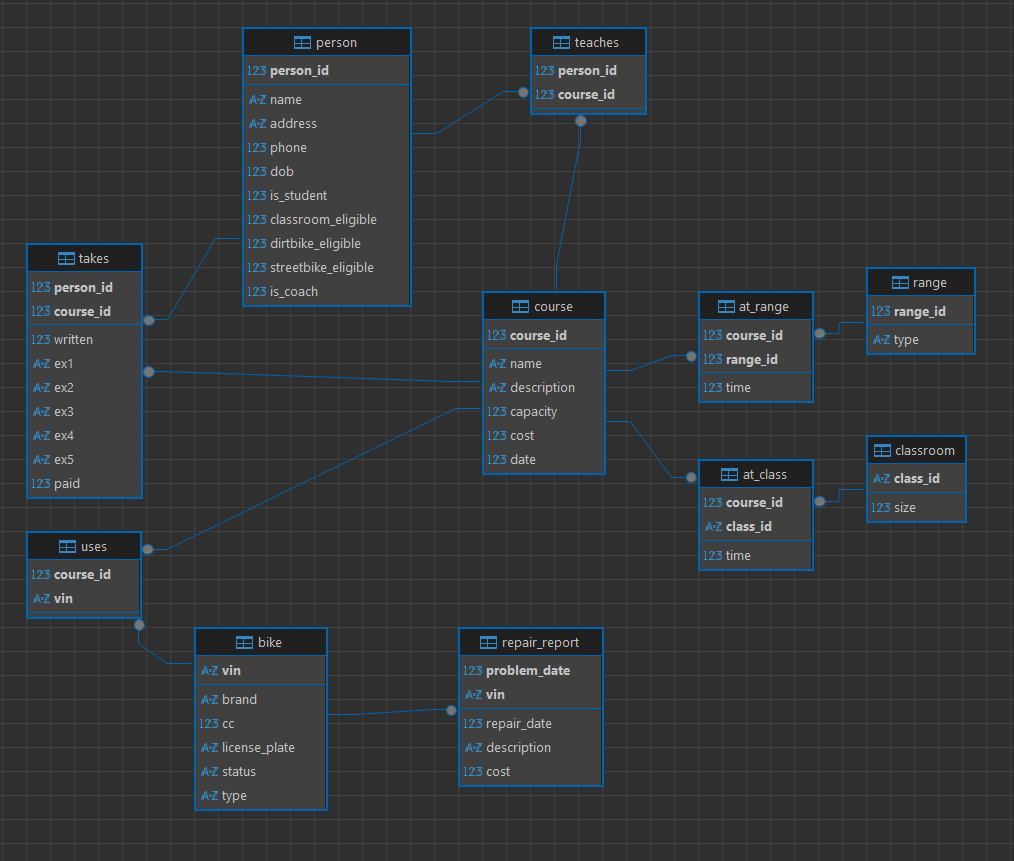 person
123 person_id
A-Z name
A-Z address
123 phone
123 dob
123 is_student
123 classroom_eligible
123 dirtbike_eligible
123 streetbike_eligible
123 is_coach
teaches
123 person_id
123 course_id
takes
123 person_id
123 course_id
123 written
A-Z ex1
A-Z ex2
A-Z ex3
A-Z ex4
A-Z ex5
123 paid
course
123 course_id
A-Z name
A-Z description
123 capacity
123 cost
123 date
at_range
123 course_id
123 range_id
123 time
range
123 range_id
A-Z type
at_class
123 course_id
A-Z class_id
123 time
classroom
A-Z class_id
123 size
uses
123 course_id
A-Z vin
bike
A-Z vin
A-Z brand
123 cc
A-Z license_plate
A-Z status
A-Z type
repair_report
123 problem_date
A-Z vin
123 repair_date
A-Z description
123 cost